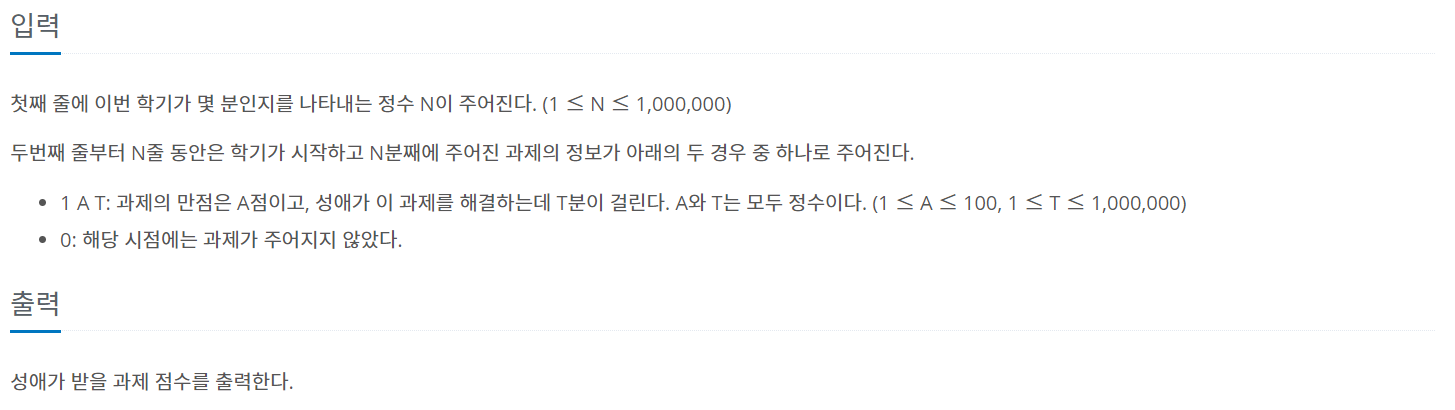 입력
첫째 줄에 이번 학기가 몇 분인지를 나타내는 정수 N이 주어진다. (1 ≤ N ≤ 1,000,000)
두번째 줄부터 N줄 동안은 학기가 시작하고 N분째에 주어진 과제의 정보가 아래의 두 경우 중 하나로 주어진다.
• 1 A T: 과제의 만점은 A점이고, 성애가 이 과제를 해결하는데 T분이 걸린다. A와 T는 모두 정수이다. (1 ≤ A ≤ 100, 1 ≤ T ≤ 1,000,000)
• 0: 해당 시점에는 과제가 주어지지 않았다.
출력
성애가 받을 과제 점수를 출력한다.